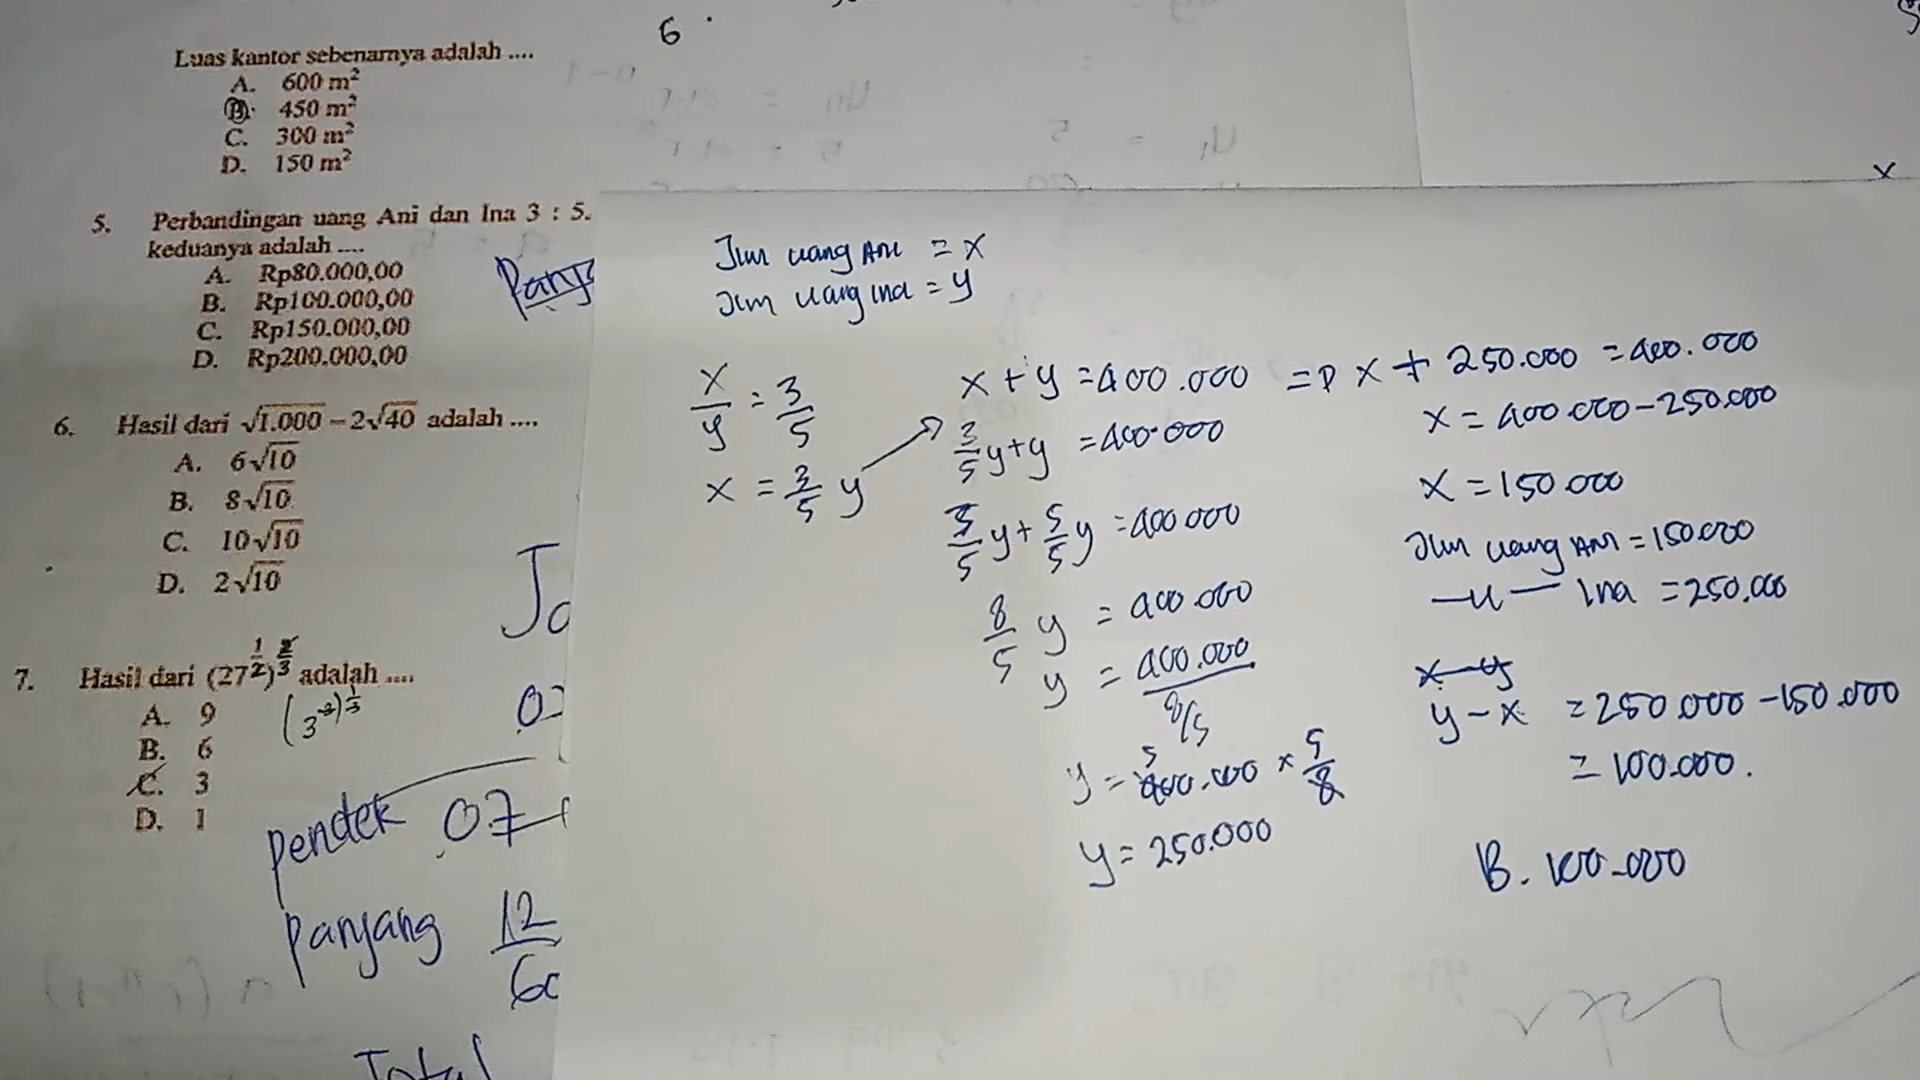 Luas kantor sebenarnya adalah ....
A. 600 m²
B. 450 m²
C. 300 m²
D. 150 m²
5. Perbandingan uang Ani dan Ina 3 : 5.
keduanya adalah ....
A. Rp80.000,00
B. Rp100.000,00
C. Rp150.000,00
D. Rp200.000,00
6. Hasil dari √1.000 – 2√40 adalah ....
A. 6√10
B. 8√10
C. 10√10
D. 2√10
7. Hasil dari (27^(1/2))^(2/3) adalah ....
A. 9
B. 6
C. 3
D. 1
pendek 07
panjang 12
Total
6
Jlm uang Ani = x
Jlm uang Ina = y
x/y = 3/5
x = 3/5 y
x + y = 400.000 => x + 250.000 = 400.000
3/5 y + y = 400.000
3/5 y + 5/5 y = 400 000
8/5 y = 400.000
y = 400.000 / 8/5
y = 400.000 × 5/8
y = 250.000
x = 400 000 - 250.000
x = 150 000
Jlm uang Ani = 150.000
—u— Ina = 250.000
x - y
y - x = 250 000 - 150.000
= 100.000.
B. 100.000